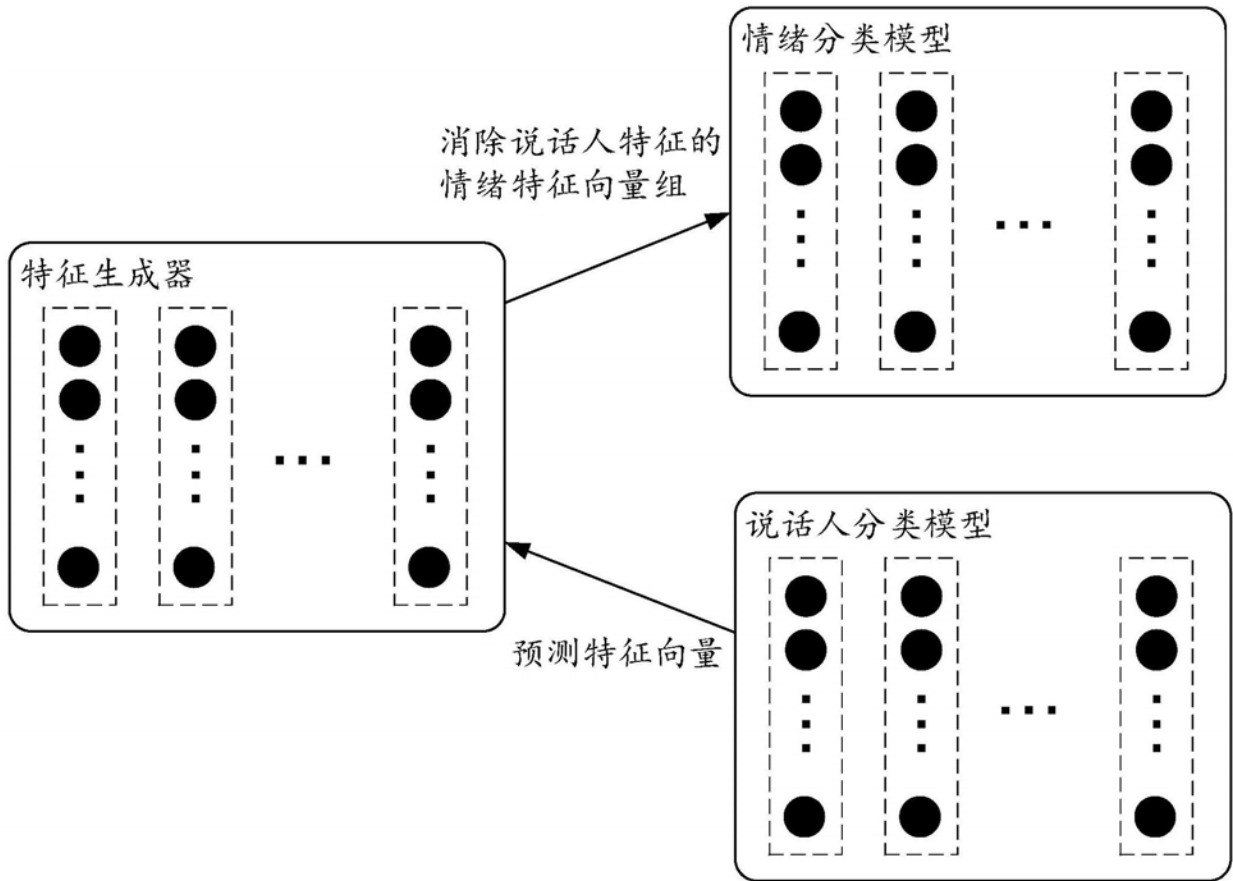 情绪分类模型
消除说话人特征的
情绪特征向量组
特征生成器
说话人分类模型
预测特征向量